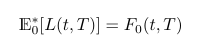 𝔼₀*[L(t, T)] = F₀(t, T)